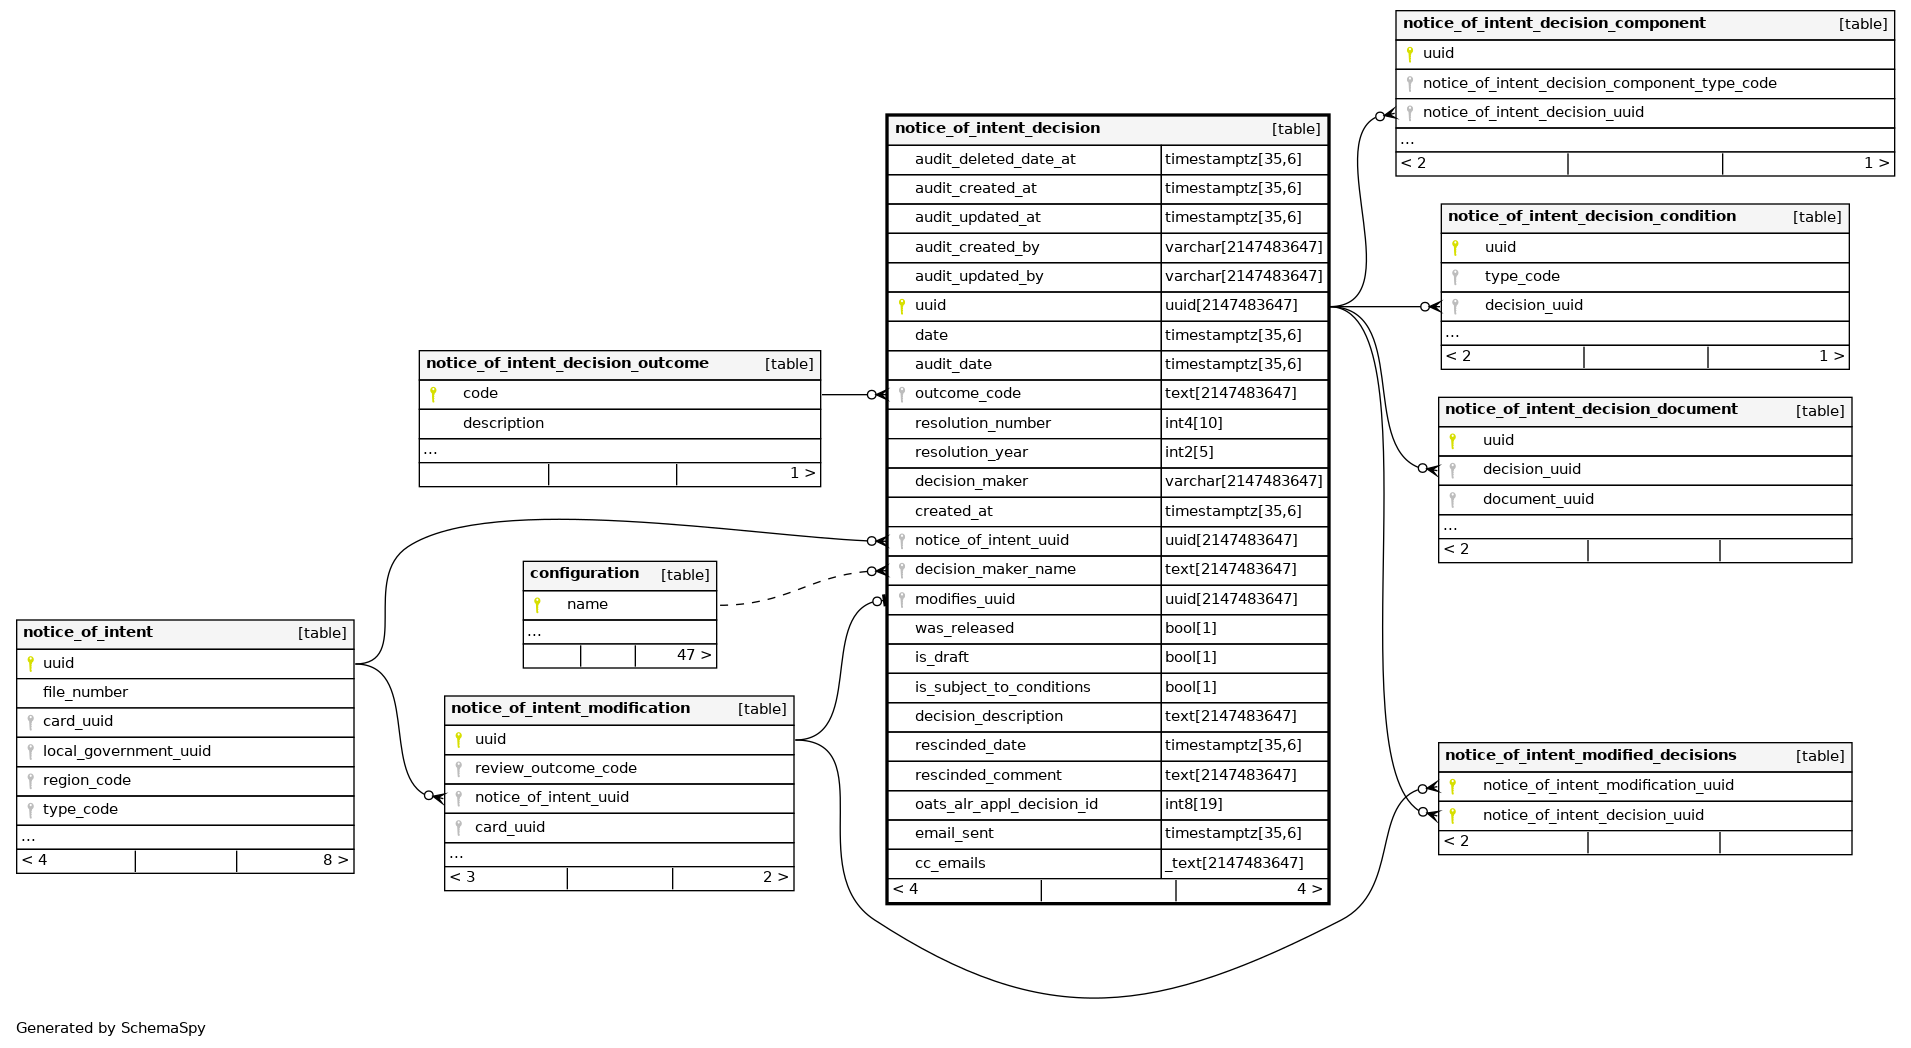 notice_of_intent_decision_component [table]
uuid
notice_of_intent_decision_component_type_code
notice_of_intent_decision_uuid
...
< 2 1 >
notice_of_intent_decision [table]
audit_deleted_date_at timestamptz[35,6]
audit_created_at timestamptz[35,6]
audit_updated_at timestamptz[35,6]
audit_created_by varchar[2147483647]
audit_updated_by varchar[2147483647]
uuid uuid[2147483647]
date timestamptz[35,6]
audit_date timestamptz[35,6]
outcome_code text[2147483647]
resolution_number int4[10]
resolution_year int2[5]
decision_maker varchar[2147483647]
created_at timestamptz[35,6]
notice_of_intent_uuid uuid[2147483647]
decision_maker_name text[2147483647]
modifies_uuid uuid[2147483647]
was_released bool[1]
is_draft bool[1]
is_subject_to_conditions bool[1]
decision_description text[2147483647]
rescinded_date timestamptz[35,6]
rescinded_comment text[2147483647]
oats_alr_appl_decision_id int8[19]
email_sent timestamptz[35,6]
cc_emails _text[2147483647]
< 4 4 >
notice_of_intent_decision_condition [table]
uuid
type_code
decision_uuid
...
< 2 1 >
notice_of_intent_decision_outcome [table]
code
description
...
1 >
notice_of_intent_decision_document [table]
uuid
decision_uuid
document_uuid
...
< 2
configuration [table]
name
...
47 >
notice_of_intent [table]
uuid
file_number
card_uuid
local_government_uuid
region_code
type_code
...
< 4 8 >
notice_of_intent_modification [table]
uuid
review_outcome_code
notice_of_intent_uuid
card_uuid
...
< 3 2 >
notice_of_intent_modified_decisions [table]
notice_of_intent_modification_uuid
notice_of_intent_decision_uuid
< 2
Generated by SchemaSpy